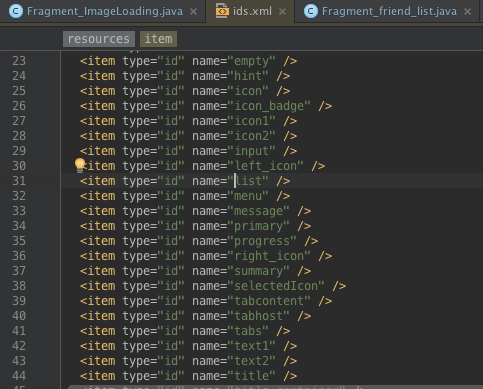 Fragment_ImageLoading.java × ids.xml × Fragment_friend_list.java ×
resources item
23 <item type="id" name="empty" />
24 <item type="id" name="hint" />
25 <item type="id" name="icon" />
26 <item type="id" name="icon_badge" />
27 <item type="id" name="icon1" />
28 <item type="id" name="icon2" />
29 <item type="id" name="input" />
30 <item type="id" name="left_icon" />
31 <item type="id" name="list" />
32 <item type="id" name="menu" />
33 <item type="id" name="message" />
34 <item type="id" name="primary" />
35 <item type="id" name="progress" />
36 <item type="id" name="right_icon" />
37 <item type="id" name="summary" />
38 <item type="id" name="selectedIcon" />
39 <item type="id" name="tabcontent" />
40 <item type="id" name="tabhost" />
41 <item type="id" name="tabs" />
42 <item type="id" name="text1" />
43 <item type="id" name="text2" />
44 <item type="id" name="title" />